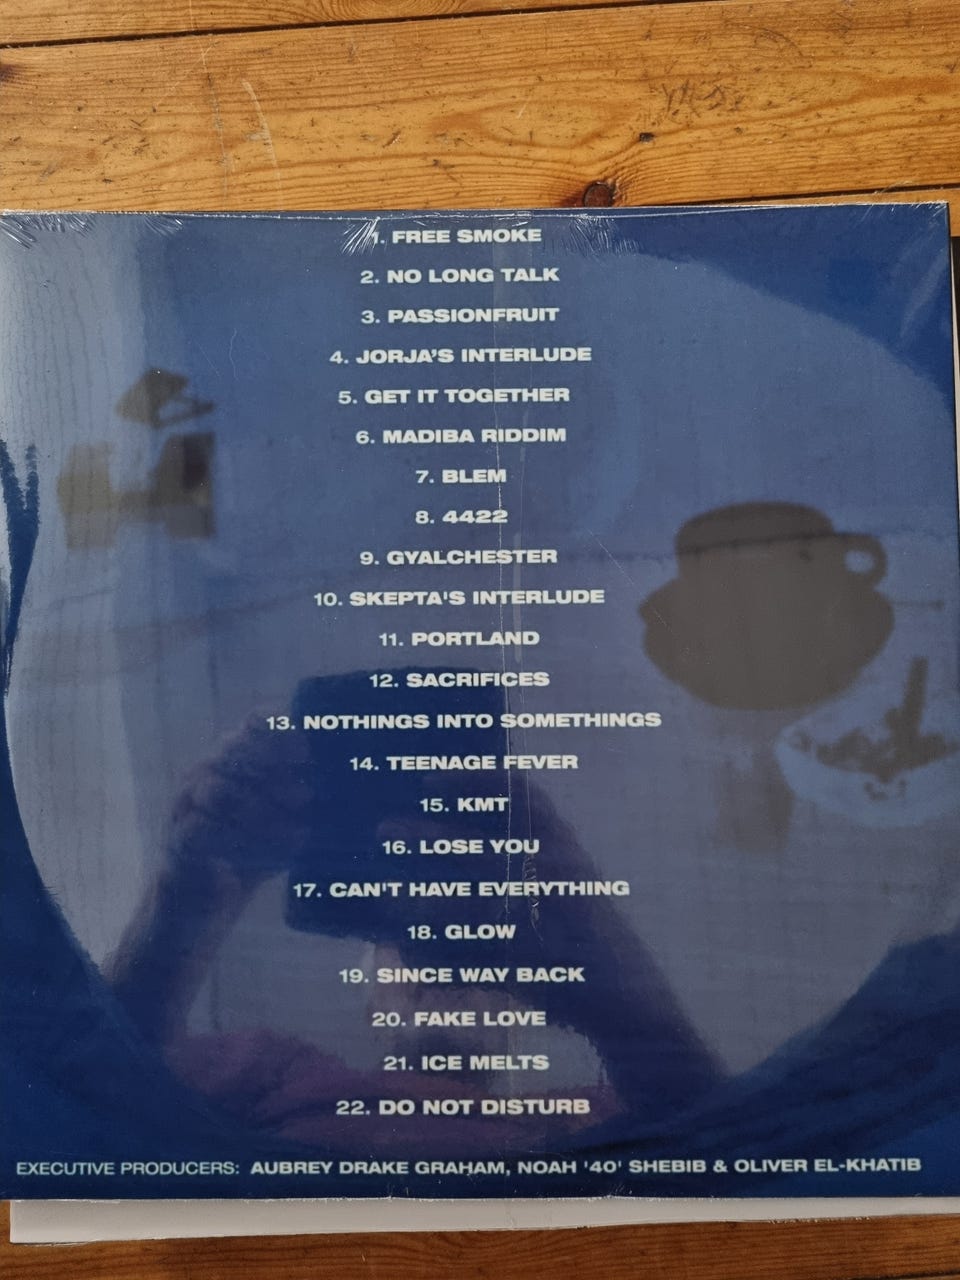 1. FREE SMOKE
2. NO LONG TALK
3. PASSIONFRUIT
4. JORJA'S INTERLUDE
5. GET IT TOGETHER
6. MADIBA RIDDIM
7. BLEM
8. 4422
9. GYALCHESTER
10. SKEPTA'S INTERLUDE
11. PORTLAND
12. SACRIFICES
13. NOTHINGS INTO SOMETHINGS
14. TEENAGE FEVER
15. KMT
16. LOSE YOU
17. CAN'T HAVE EVERYTHING
18. GLOW
19. SINCE WAY BACK
20. FAKE LOVE
21. ICE MELTS
22. DO NOT DISTURB
EXECUTIVE PRODUCERS: AUBREY DRAKE GRAHAM, NOAH '40' SHEBIB & OLIVER EL-KHATIB